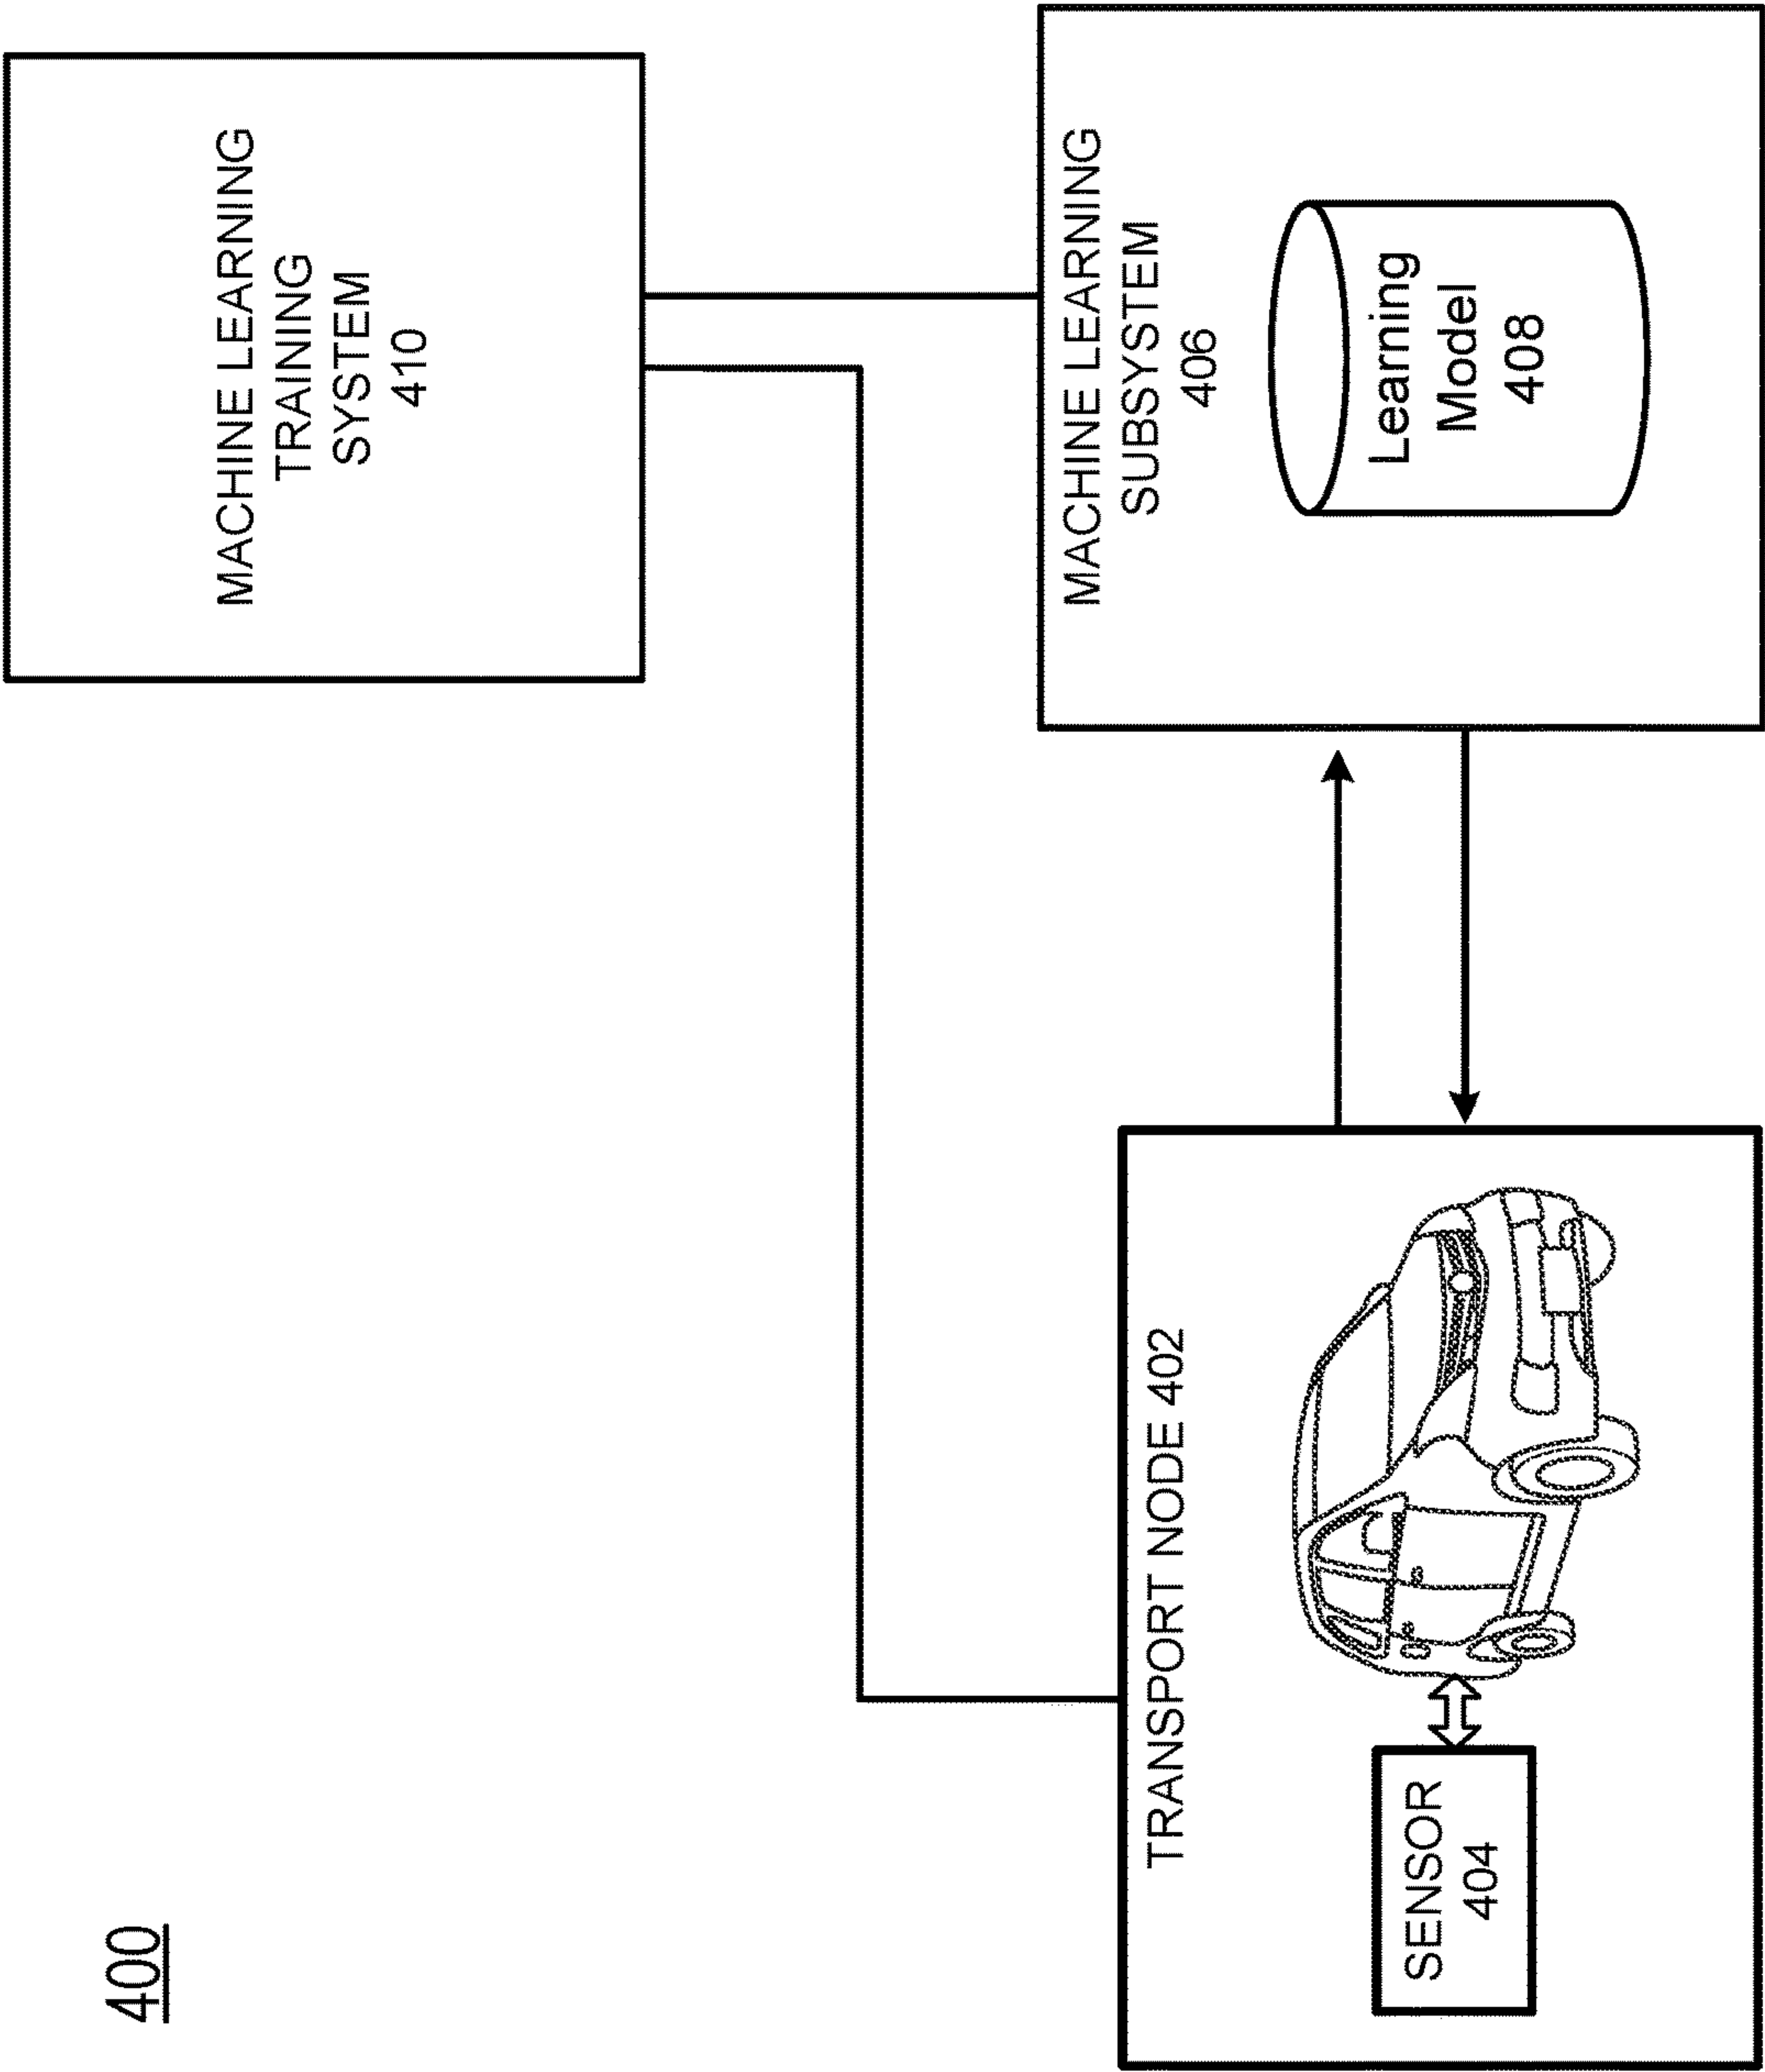 400
MACHINE LEARNING
TRAINING
SYSTEM
410
TRANSPORT NODE 402
SENSOR
404
MACHINE LEARNING
SUBSYSTEM
406
Learning
Model
408